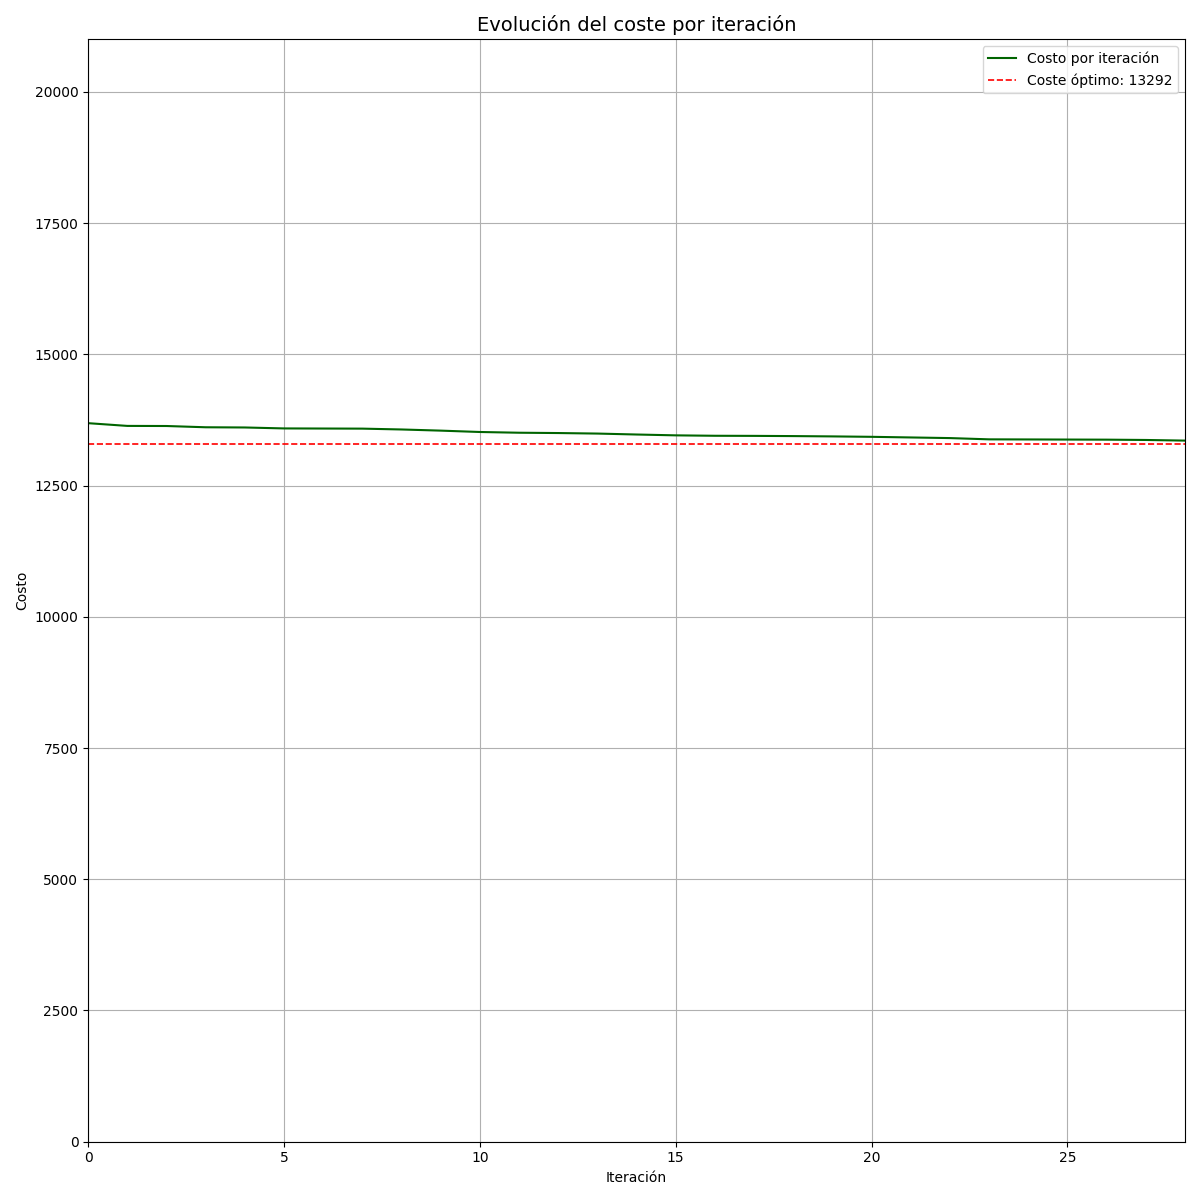 Evolución del coste por iteración
Costo por iteración
Coste óptimo: 13292
20000
17500
15000
12500
10000
7500
5000
2500
0
Costo
0 5 10 15 20 25
Iteración